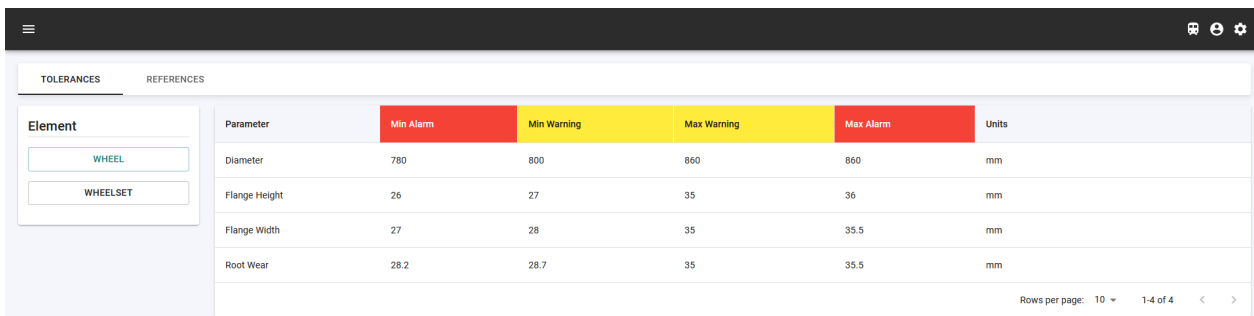 TOLERANCES REFERENCES
Element
WHEEL
WHEELSET
Parameter Min Alarm Min Warning Max Warning Max Alarm Units
Diameter 780 800 860 860 mm
Flange Height 26 27 35 36 mm
Flange Width 27 28 35 35.5 mm
Root Wear 28.2 28.7 35 35.5 mm
Rows per page: 10 1-4 of 4